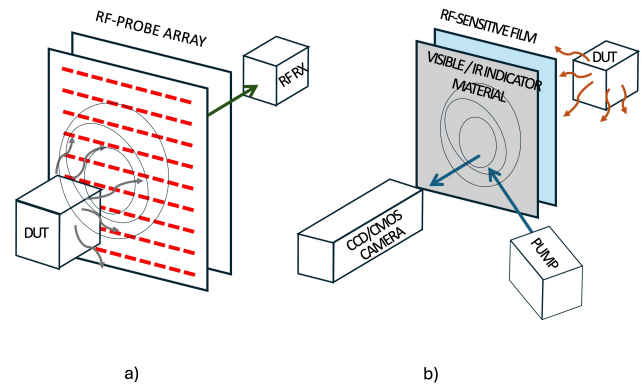 RF-PROBE ARRAY
RF RX
DUT
a)
RF-SENSITIVE FILM
VISIBLE / IR INDICATOR
MATERIAL
DUT
CCD/CMOS
CAMERA
PUMP
b)